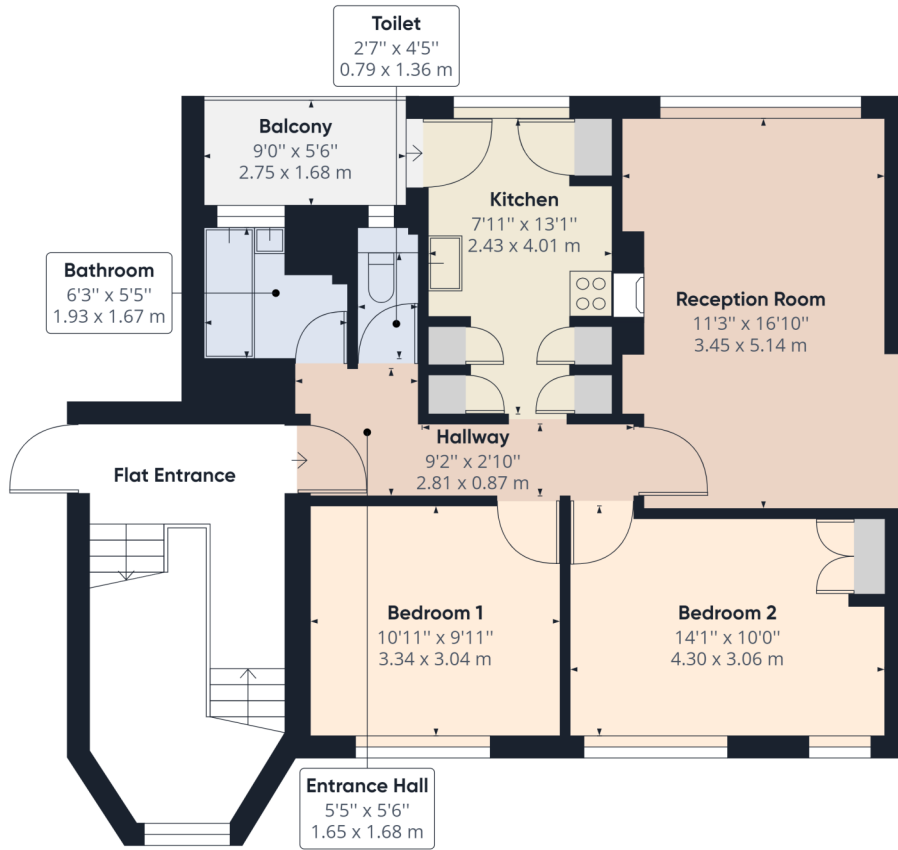 Toilet
2'7" x 4'5"
0.79 x 1.36 m
Balcony
9'0" x 5'6"
2.75 x 1.68 m
Kitchen
7'11" x 13'1"
2.43 x 4.01 m
Bathroom
6'3" x 5'5"
1.93 x 1.67 m
Reception Room
11'3" x 16'10"
3.45 x 5.14 m
Hallway
9'2" x 2'10"
2.81 x 0.87 m
Flat Entrance
Bedroom 1
10'11" x 9'11"
3.34 x 3.04 m
Bedroom 2
14'1" x 10'0"
4.30 x 3.06 m
Entrance Hall
5'5" x 5'6"
1.65 x 1.68 m